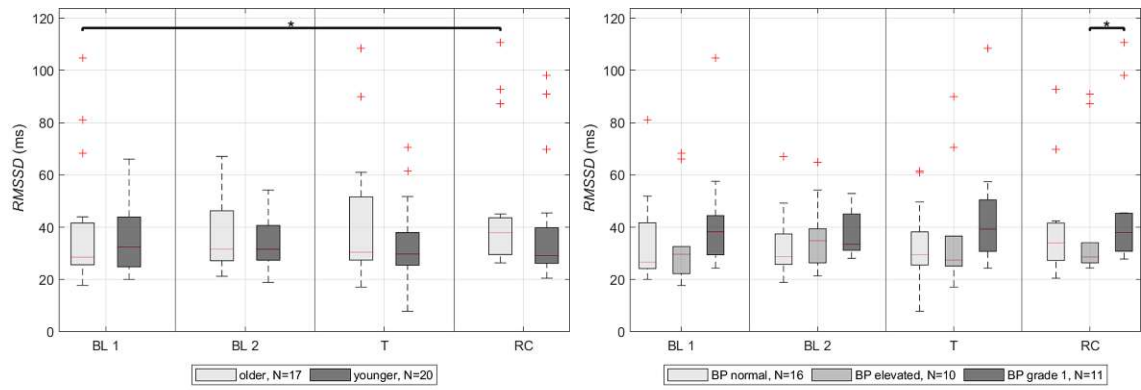 120
100
80
60
40
20
0
RMSSD (ms)
*
BL 1 BL 2 T RC
older, N=17 younger, N=20
120
100
80
60
40
20
0
RMSSD (ms)
*
BL 1 BL 2 T RC
BP normal, N=16 BP elevated, N=10 BP grade 1, N=11